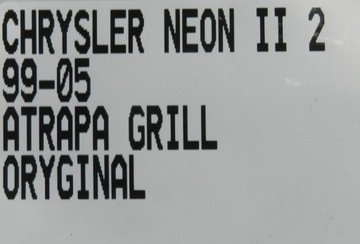 CHRYSLER NEON II 2
99-05
ATRAPA GRILL
ORYGINAL